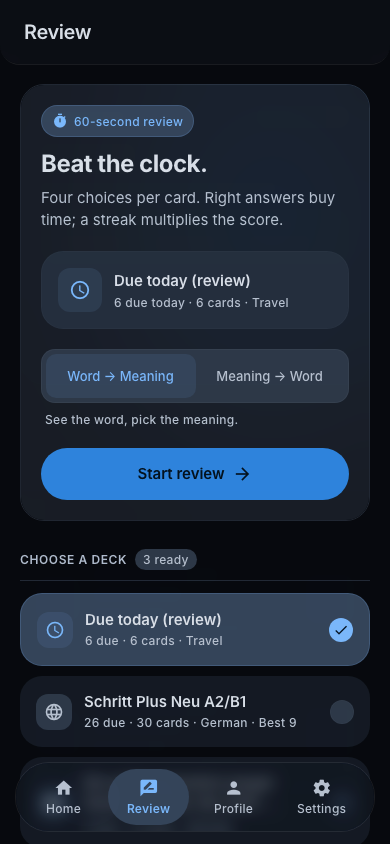 Review
60-second review
Beat the clock.
Four choices per card. Right answers buy
time; a streak multiplies the score.
Due today (review)
6 due today · 6 cards · Travel
Word → Meaning
Meaning → Word
See the word, pick the meaning.
Start review →
CHOOSE A DECK
3 ready
Due today (review)
6 due · 6 cards · Travel
Schritt Plus Neu A2/B1
26 due · 30 cards · German · Best 9
Home
Review
Profile
Settings